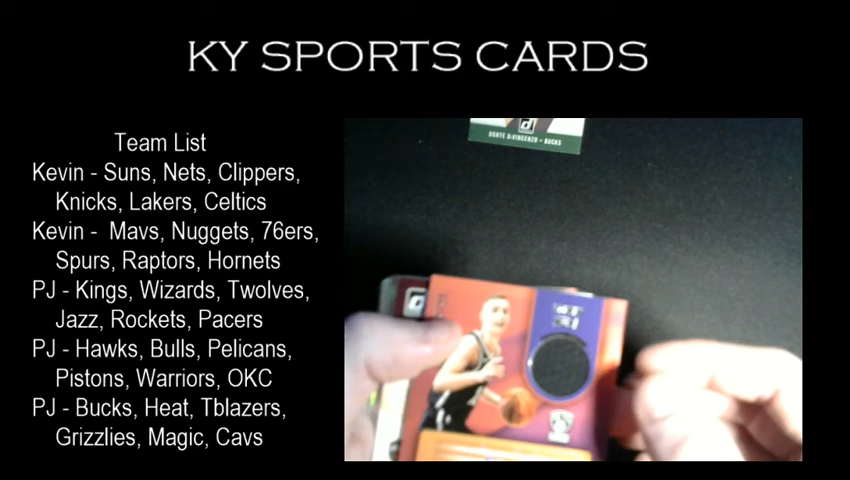 KY SPORTS CARDS
Team List
Kevin - Suns, Nets, Clippers,
Knicks, Lakers, Celtics
Kevin - Mavs, Nuggets, 76ers,
Spurs, Raptors, Hornets
PJ - Kings, Wizards, Twolves,
Jazz, Rockets, Pacers
PJ - Hawks, Bulls, Pelicans,
Pistons, Warriors, OKC
PJ - Bucks, Heat, Tblazers,
Grizzlies, Magic, Cavs
DONTE DiVINCENZO • BUCKS